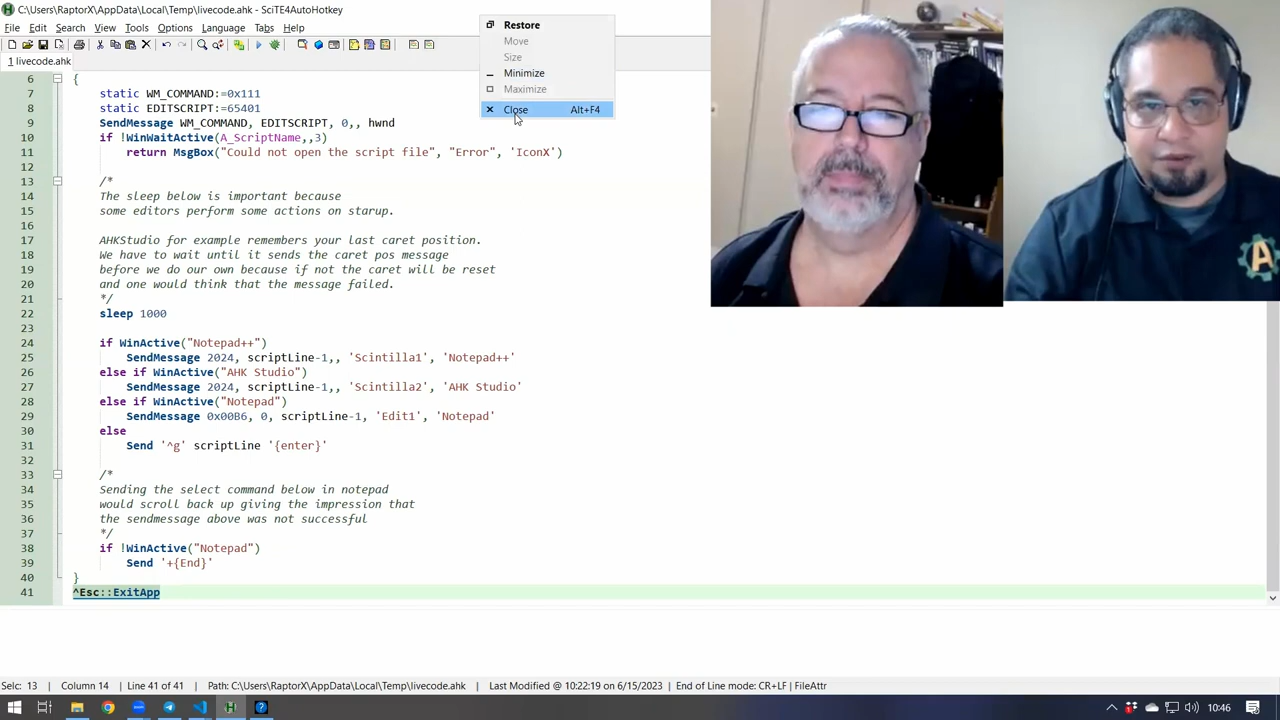 C:\Users\RaptorX\AppData\Local\Temp\livecode.ahk - SciTE4AutoHotkey
File Edit Search View Tools Options Language Tabs Help
1 livecode.ahk
Restore
Move
Size
Minimize
Maximize
Close Alt+F4
6 {
7 static WM_COMMAND:=0x111
8 static EDITSCRIPT:=65401
9 SendMessage WM_COMMAND, EDITSCRIPT, 0,, hwnd
10 if !WinWaitActive(A_ScriptName,,3)
11 return MsgBox("Could not open the script file", "Error", 'IconX')
12
13 /*
14 The sleep below is important because
15 some editors perform some actions on starup.
16
17 AHKStudio for example remembers your last caret position.
18 We have to wait until it sends the caret pos message
19 before we do our own because if not the caret will be reset
20 and one would think that the message failed.
21 */
22 sleep 1000
23
24 if WinActive("Notepad++")
25 SendMessage 2024, scriptLine-1,, 'Scintilla1', 'Notepad++'
26 else if WinActive("AHK Studio")
27 SendMessage 2024, scriptLine-1,, 'Scintilla2', 'AHK Studio'
28 else if WinActive("Notepad")
29 SendMessage 0x00B6, 0, scriptLine-1, 'Edit1', 'Notepad'
30 else
31 Send '^g' scriptLine '{enter}'
32
33 /*
34 Sending the select command below in notepad
35 would scroll back up giving the impression that
36 the sendmessage above was not successful
37 */
38 if !WinActive("Notepad")
39 Send '+{End}'
40 }
41 ^Esc::ExitApp
A
Selc: 13 | Column 14 | Line 41 of 41 | Path: C:\Users\RaptorX\AppData\Local\Temp\livecode.ahk | Last Modified @ 10:22:19 on 6/15/2023 | End of Line mode: CR+LF | FileAttr
10:46